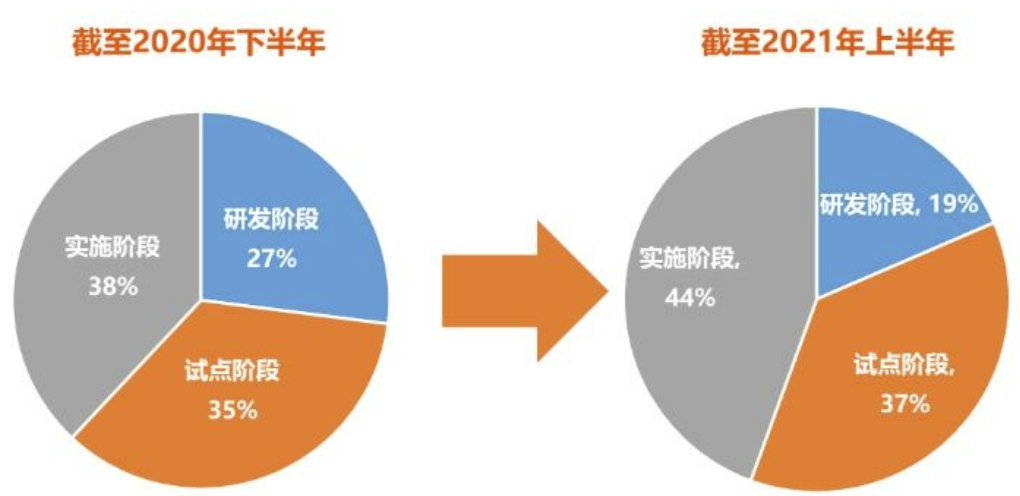 截至2020年下半年
研发阶段
27%
实施阶段
38%
试点阶段
35%
截至2021年上半年
研发阶段, 19%
实施阶段,
44%
试点阶段,
37%